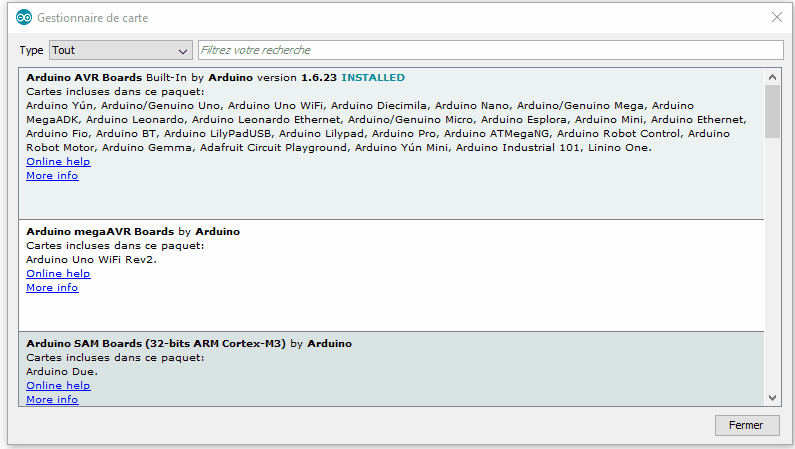 Gestionnaire de carte
Type Tout Filtrez votre recherche
Arduino AVR Boards Built-In by Arduino version 1.6.23 INSTALLED
Cartes incluses dans ce paquet:
Arduino Yún, Arduino/Genuino Uno, Arduino Uno WiFi, Arduino Diecimila, Arduino Nano, Arduino/Genuino Mega, Arduino
MegaADK, Arduino Leonardo, Arduino Leonardo Ethernet, Arduino/Genuino Micro, Arduino Esplora, Arduino Mini, Arduino Ethernet,
Arduino Fio, Arduino BT, Arduino LilyPadUSB, Arduino Lilypad, Arduino Pro, Arduino ATMegaNG, Arduino Robot Control, Arduino
Robot Motor, Arduino Gemma, Adafruit Circuit Playground, Arduino Yún Mini, Arduino Industrial 101, Linino One.
Online help
More info
Arduino megaAVR Boards by Arduino
Cartes incluses dans ce paquet:
Arduino Uno WiFi Rev2.
Online help
More info
Arduino SAM Boards (32-bits ARM Cortex-M3) by Arduino
Cartes incluses dans ce paquet:
Arduino Due.
Online help
More info
Fermer